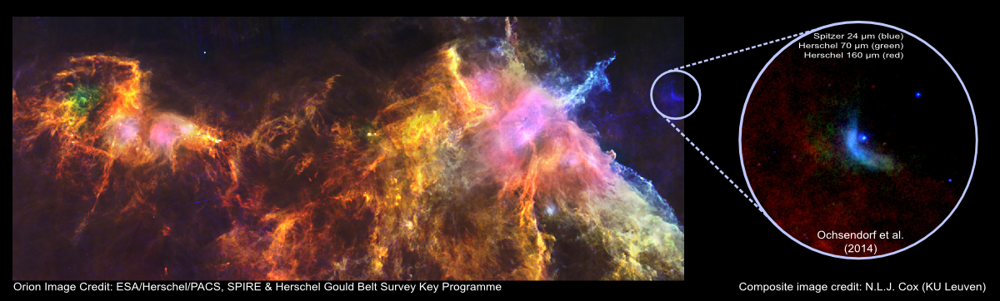 Spitzer 24 µm (blue)
Herschel 70 µm (green)
Herschel 160 µm (red)
Ochsendorf et al.
(2014)
Orion Image Credit: ESA/Herschel/PACS, SPIRE & Herschel Gould Belt Survey Key Programme
Composite image credit: N.L.J. Cox (KU Leuven)